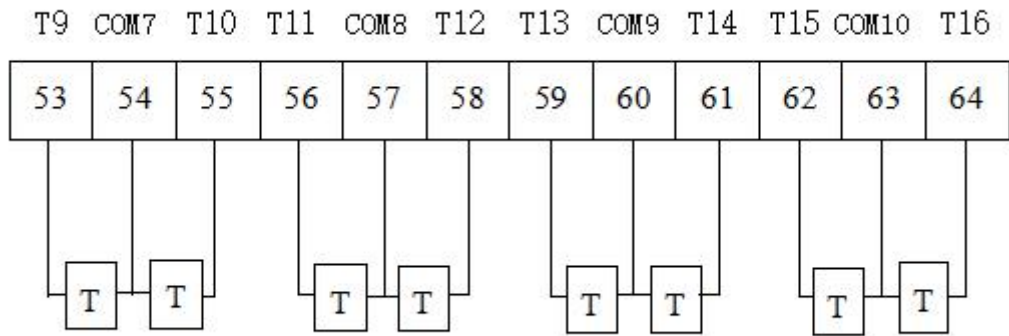 T9 COM7 T10 T11 COM8 T12 T13 COM9 T14 T15 COM10 T16
53 54 55 56 57 58 59 60 61 62 63 64
T T T T T T T T